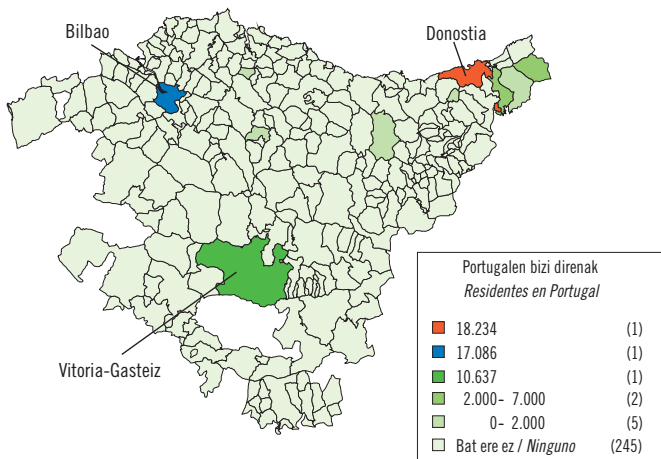 Bilbao
Donostia
Vitoria-Gasteiz
Portugalen bizi direnak
Residentes en Portugal
18.234 (1)
17.086 (1)
10.637 (1)
2.000- 7.000 (2)
0- 2.000 (5)
Bat ere ez / Ninguno (245)